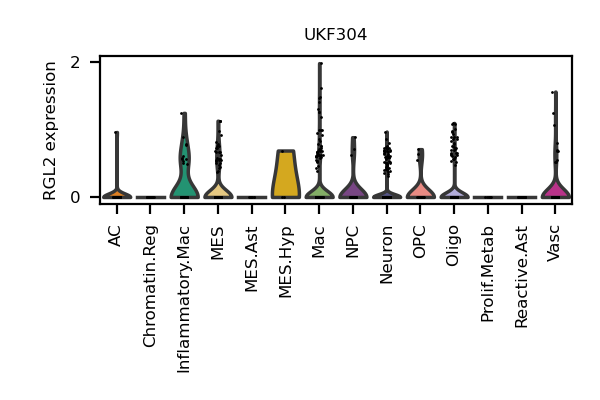 UKF304
RGL2 expression
2
0
AC
Chromatin.Reg
Inflammatory.Mac
MES
MES.Ast
MES.Hyp
Mac
NPC
Neuron
OPC
Oligo
Prolif.Metab
Reactive.Ast
Vasc